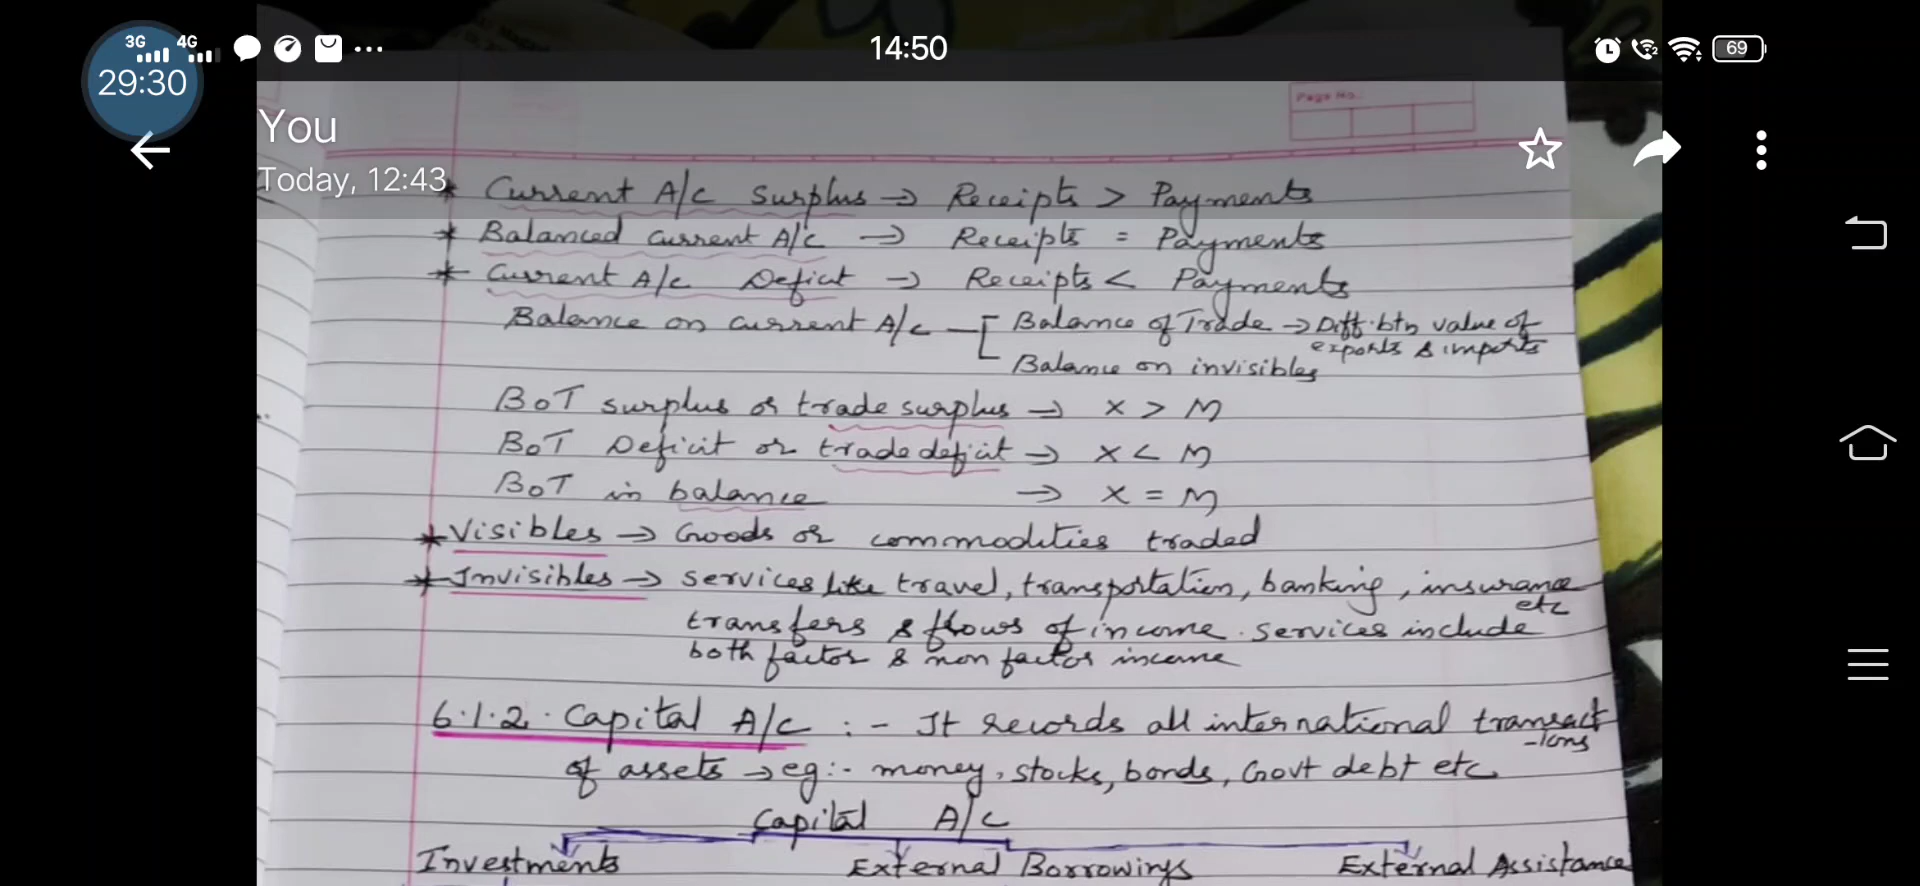 3G 4G 14:50 69
29:30
Page No.
You
Today, 12:43
* Current A/c Surplus → Receipts > Payments
* Balanced current A/c → Receipts = Payments
* Current A/c Deficit → Receipts < Payments
Balance on current A/c — [ Balance of Trade → Diff. btn value of
exports & imports
Balance on invisibles
BOT surplus or trade surplus → X > M
BOT Deficit or trade deficit → X < M
BOT in balance → X = M
* Visibles → Goods or commodities traded
* Invisibles → services like travel, transportation, banking, insurance
etc
transfers & flows of income. services include
both factor & non factor income
6.1.2. Capital A/c :- It records all international transact
-ions
of assets → eg:- money, stocks, bonds, Govt debt etc
Capital A/c
Investments External Borrowings External Assistance